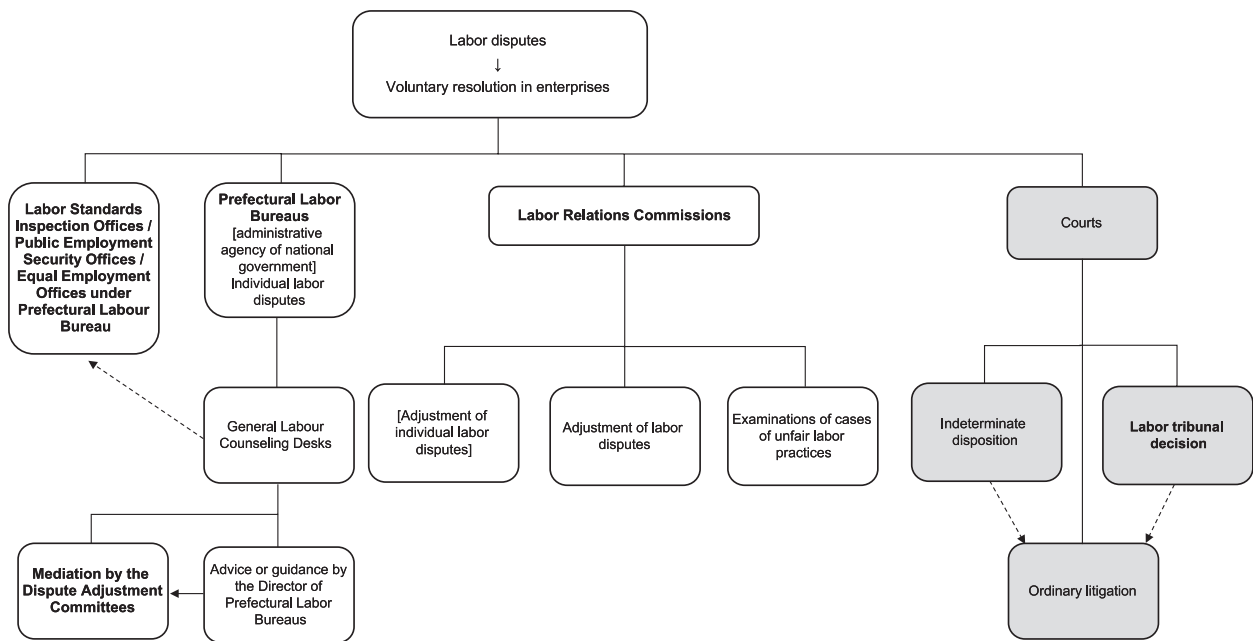 Labor disputes
↓
Voluntary resolution in enterprises
Labor Standards
Inspection Offices /
Public Employment
Security Offices /
Equal Employment
Offices under
Prefectural Labour
Bureau
Prefectural Labor
Bureaus
[administrative
agency of national
government]
Individual labor
disputes
Labor Relations Commissions
Courts
General Labour
Counseling Desks
[Adjustment of
individual labor
disputes]
Adjustment of labor
disputes
Examinations of cases
of unfair labor
practices
Indeterminate
disposition
Labor tribunal
decision
Mediation by the
Dispute Adjustment
Committees
Advice or guidance by
the Director of
Prefectural Labor
Bureaus
Ordinary litigation